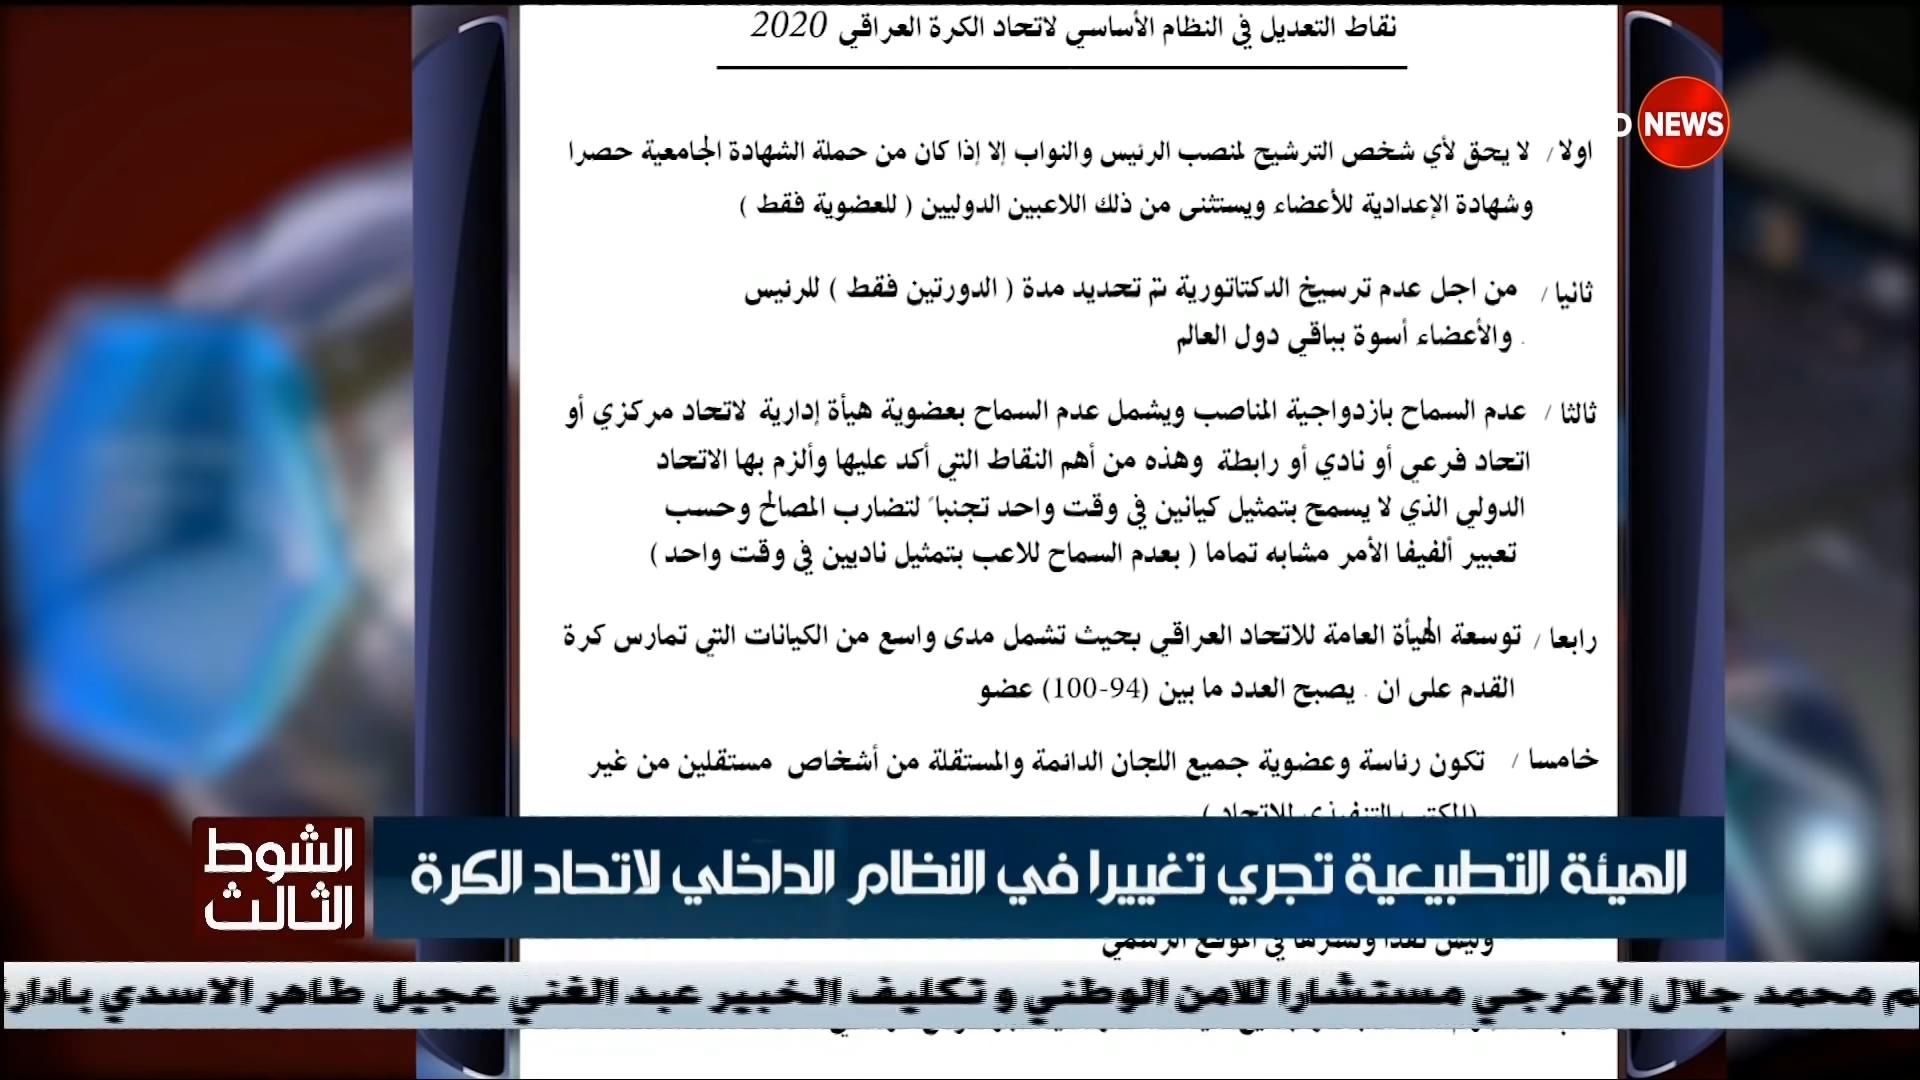 نقاط التعديل في النظام الأساسي لاتحاد الكرة العراقي 2020
NEWS
اولا / لا يحق لأي شخص الترشيح لمنصب الرئيس والنواب إلا إذا كان من حملة الشهادة الجامعية حصرا
وشهادة الإعدادية للأعضاء ويستثنى من ذلك اللاعبين الدوليين ( للعضوية فقط )
ثانيا / من اجل عدم ترسيخ الدكتاتورية تم تحديد مدة ( الدورتين فقط ) للرئيس
. والأعضاء أسوة بباقي دول العالم
ثالثا / عدم السماح بازدواجية المناصب ويشمل عدم السماح بعضوية هيأة إدارية لاتحاد مركزي أو
اتحاد فرعي أو نادي أو رابطة وهذه من أهم النقاط التي أكد عليها وألزم بها الاتحاد
الدولي الذي لا يسمح بتمثيل كيانين في وقت واحد تجنباً لتضارب المصالح وحسب
تعبير ألفيفا الأمر مشابه تماما ( بعدم السماح للاعب بتمثيل ناديين في وقت واحد )
رابعا / توسعة الهيأة العامة للاتحاد العراقي بحيث تشمل مدى واسع من الكيانات التي تمارس كرة
القدم على ان . يصبح العدد ما بين (94-100) عضو
خامسا / تكون رئاسة وعضوية جميع اللجان الدائمة والمستقلة من أشخاص مستقلين من غير
(المكتب التنفيذي للاتحاد )
الشوط
الثالث
الهيئة التطبيعية تجري تغييرا في النظام الداخلي لاتحاد الكرة
وليس نقدا ونشرها في الموقع الرسمي
محمد جلال الاعرجي مستشارا للامن الوطني و تكليف الخبير عبد الغني عجيل طاهر الاسدي